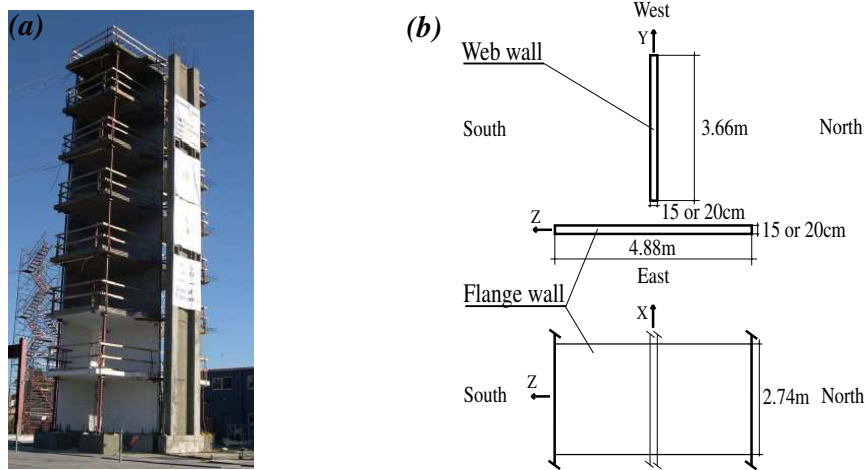 (a)
(b)
West
Y
Web wall
South
3.66m
North
15 or 20cm
Z
15 or 20cm
4.88m
East
Flange wall
X
South
Z
2.74m
North